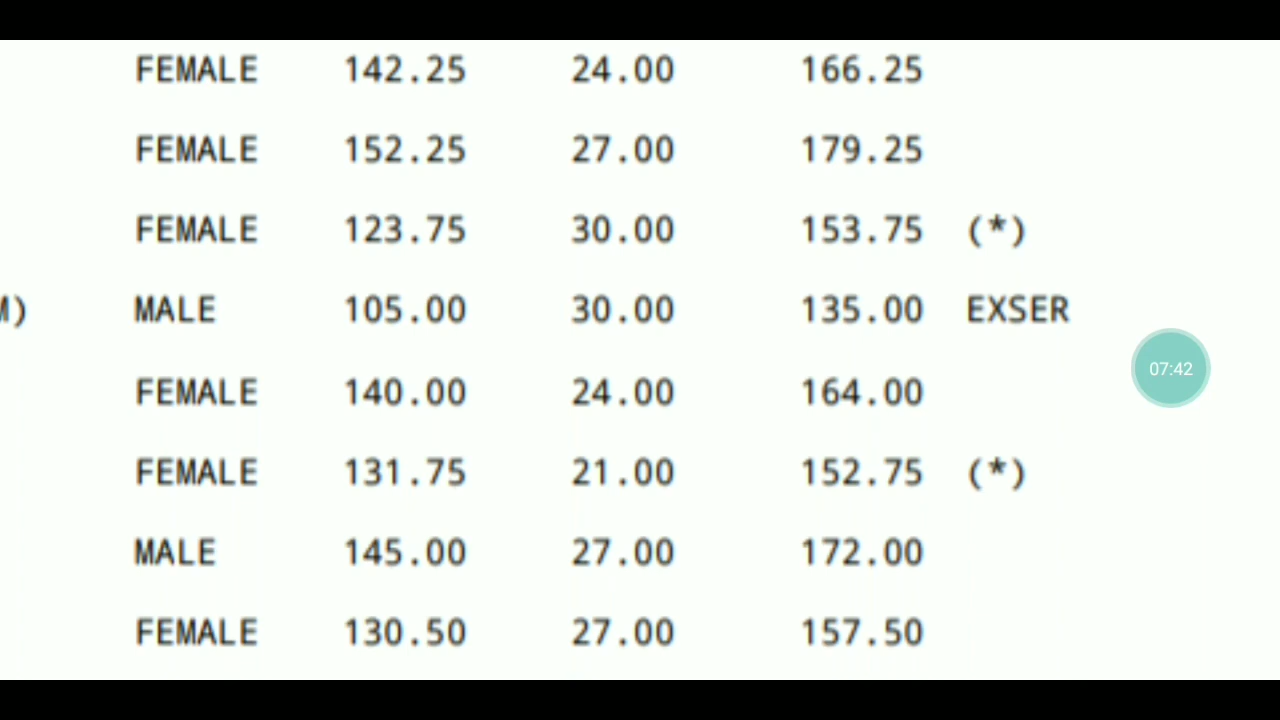 FEMALE 142.25 24.00 166.25
FEMALE 152.25 27.00 179.25
FEMALE 123.75 30.00 153.75 (*)
M) MALE 105.00 30.00 135.00 EXSER
07:42
FEMALE 140.00 24.00 164.00
FEMALE 131.75 21.00 152.75 (*)
MALE 145.00 27.00 172.00
FEMALE 130.50 27.00 157.50